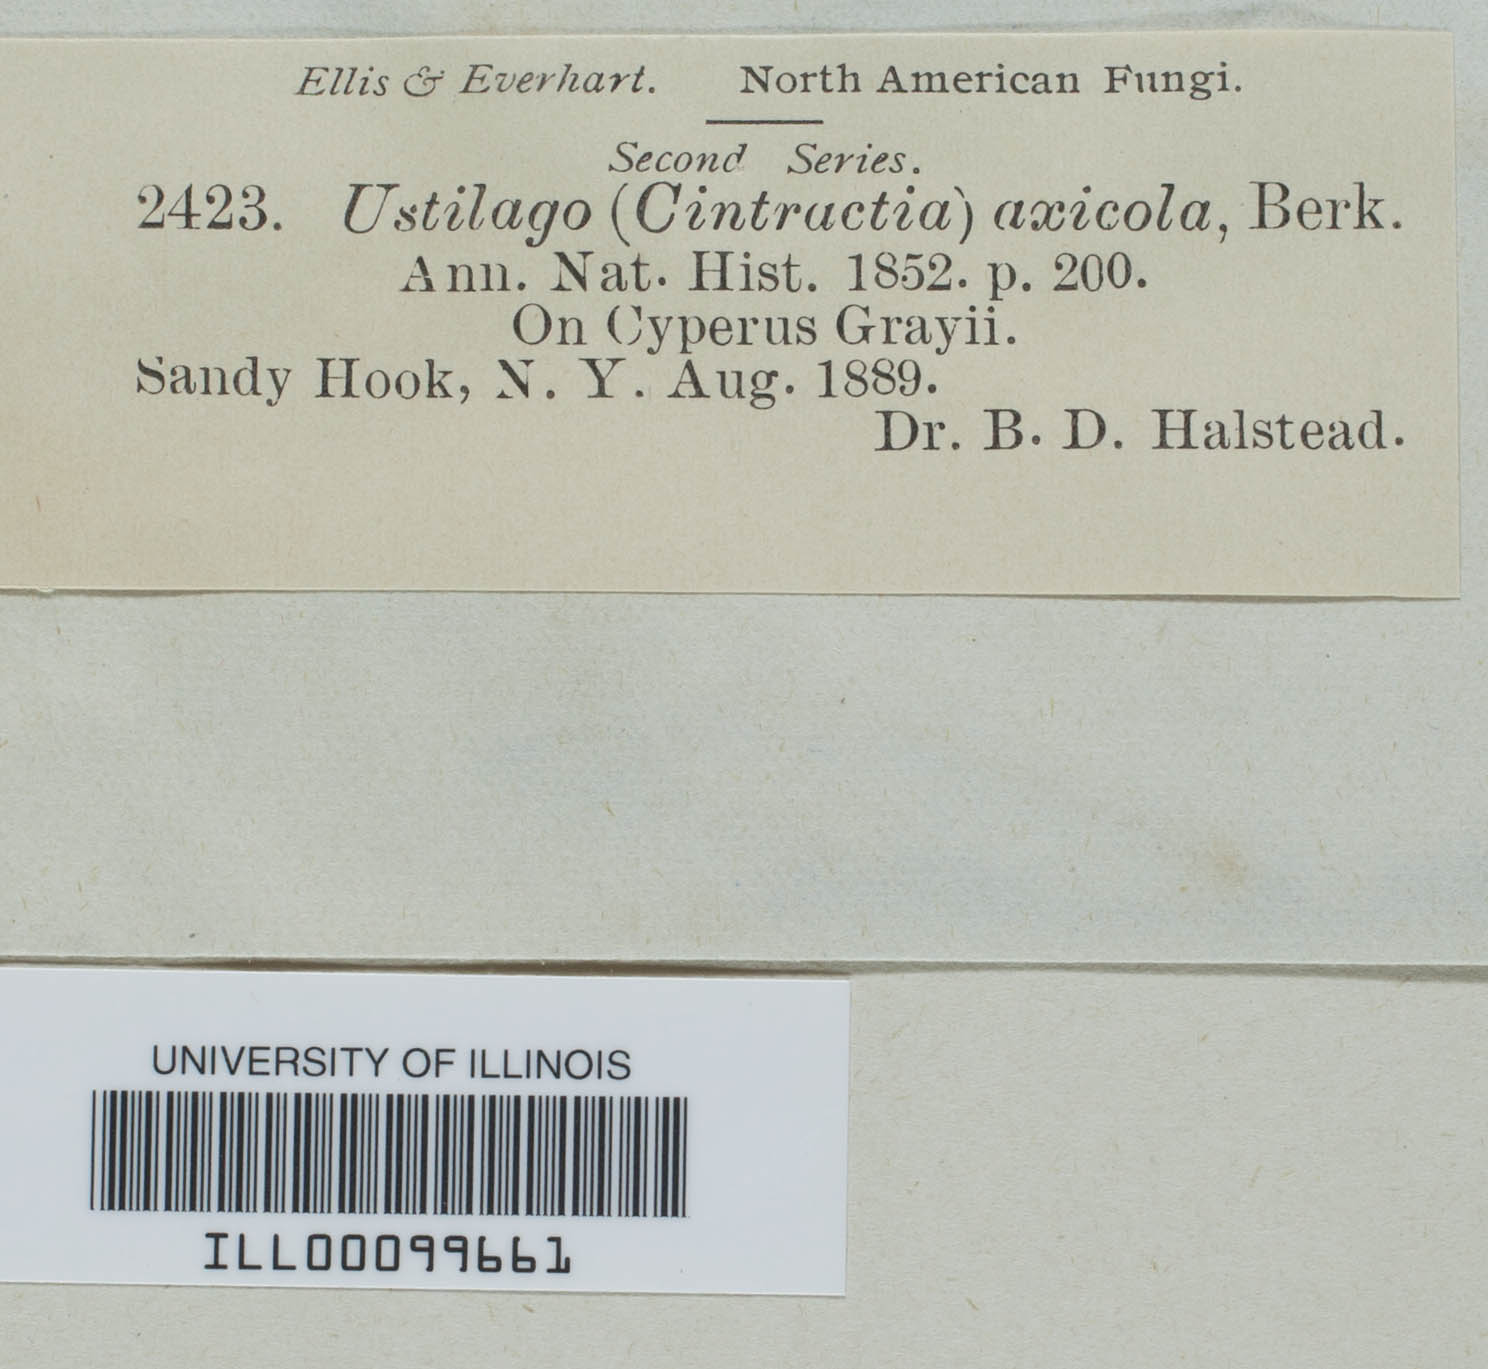 Ellis & Everhart. North American Fungi.
Second Series.
2423. Ustilago (Cintractia) axicola, Berk.
Ann. Nat. Hist. 1852. p. 200.
On Cyperus Grayii.
Sandy Hook, N. Y. Aug. 1889.
Dr. B. D. Halstead.
UNIVERSITY OF ILLINOIS
ILL00099661